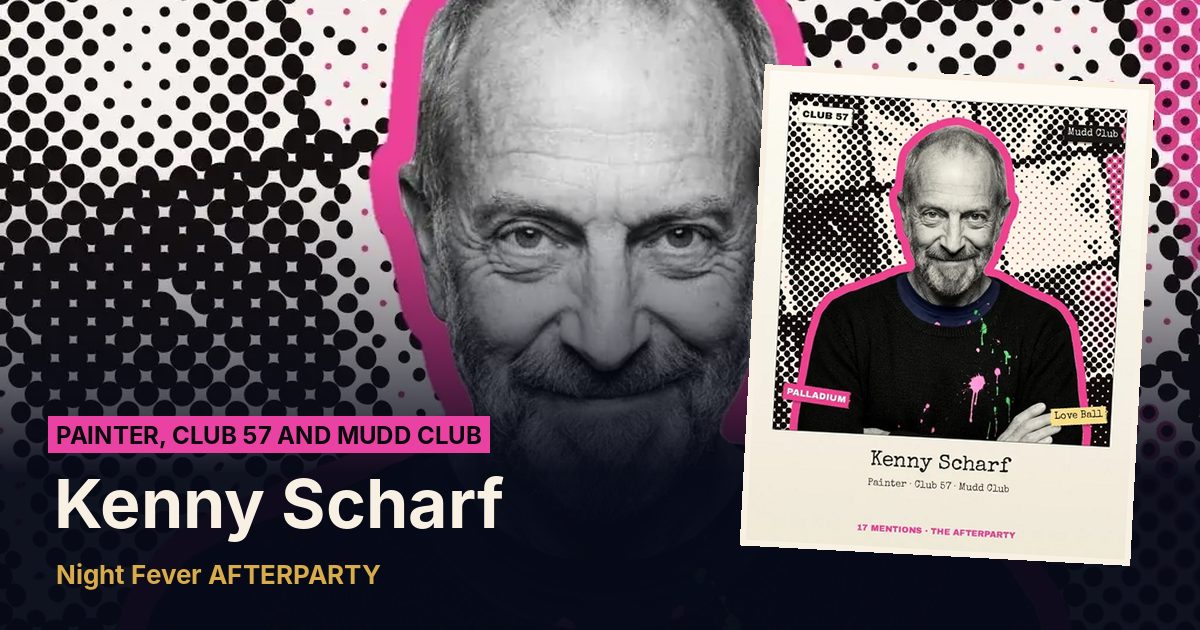 PAINTER, CLUB 57 AND MUDD CLUB
Kenny Scharf
Night Fever AFTERPARTY
CLUB 57
Mudd Club
PALLADIUM
Love Ball
Kenny Scharf
Painter · Club 57 · Mudd Club
17 MENTIONS · THE AFTERPARTY